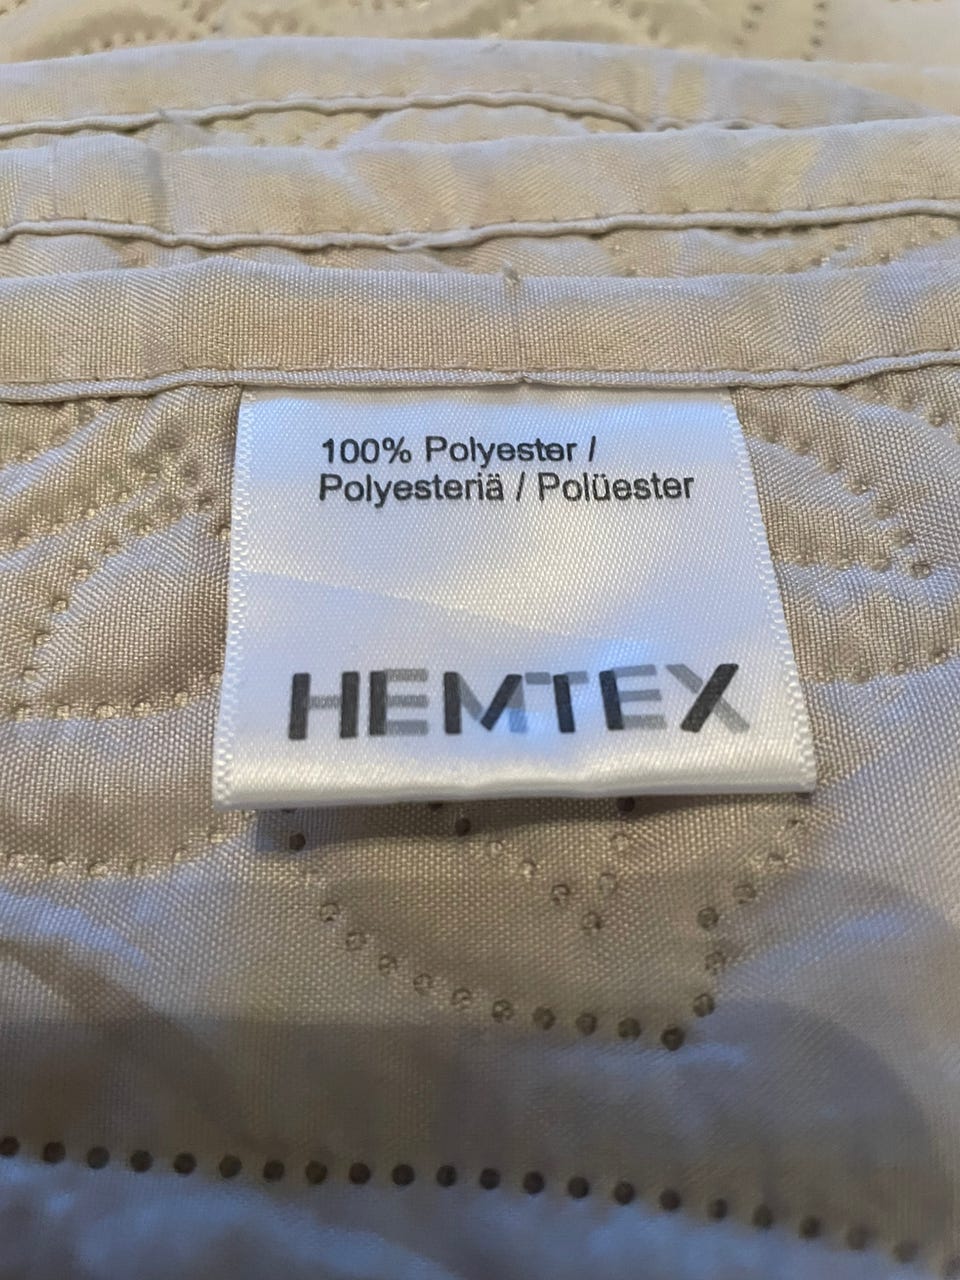 100% Polyester /
Polyesteriä / Polüester
HEMTEX